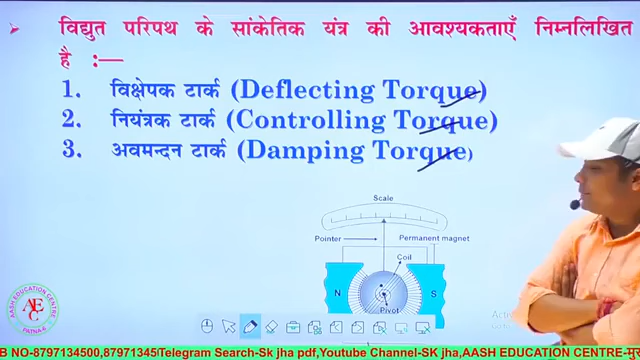 ➢ विद्युत परिपथ के सांकेतिक यंत्र की आवश्यकताएँ निम्नलिखित
है :—
1. विक्षेपक टार्क (Deflecting Torque)
2. नियंत्रक टार्क (Controlling Torque)
3. अवमन्दन टार्क (Damping Torque)
Scale
Pointer
Permanent magnet
Coil
N
S
Pivot
AASH EDUCATION CENTRE
AEC
PATNA-6
B NO-8797134500,87971345
Telegram Search-Sk jha pdf,Youtube Channel-SK jha,AASH EDUCATION CENTRE-